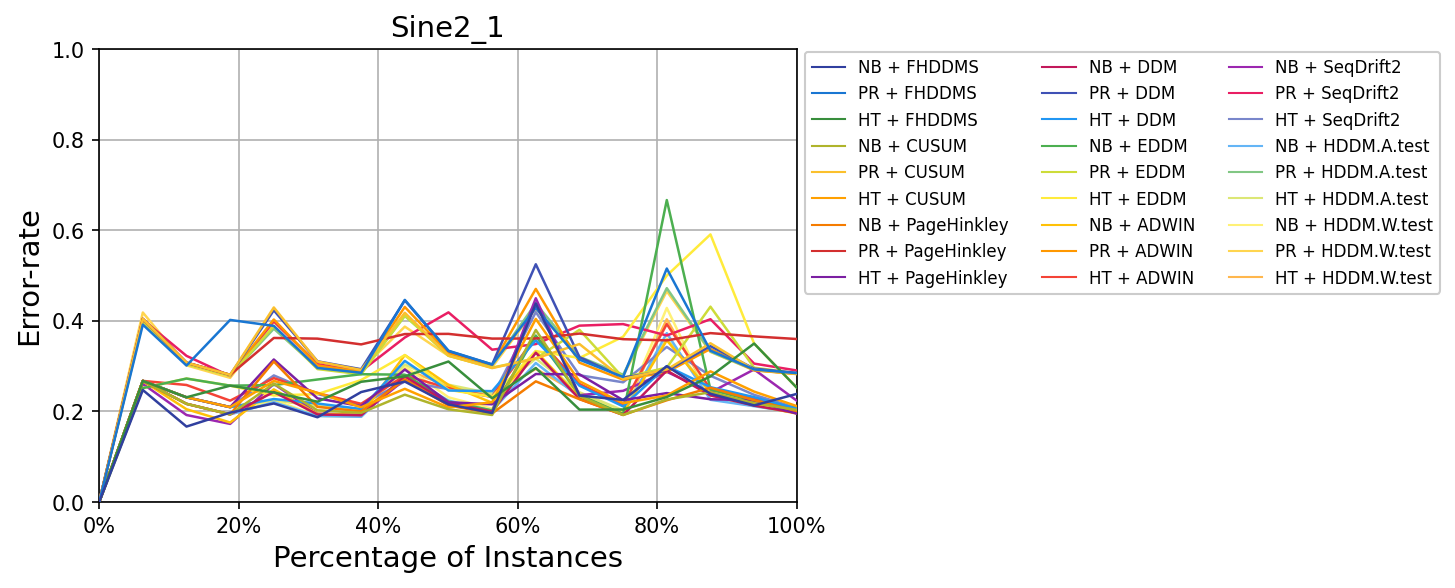 Sine2_1
Error-rate
1.0
0.8
0.6
0.4
0.2
0.0
0% 20% 40% 60% 80% 100%
Percentage of Instances
NB + FHDDMS
PR + FHDDMS
HT + FHDDMS
NB + CUSUM
PR + CUSUM
HT + CUSUM
NB + PageHinkley
PR + PageHinkley
HT + PageHinkley
NB + DDM
PR + DDM
HT + DDM
NB + EDDM
PR + EDDM
HT + EDDM
NB + ADWIN
PR + ADWIN
HT + ADWIN
NB + SeqDrift2
PR + SeqDrift2
HT + SeqDrift2
NB + HDDM.A.test
PR + HDDM.A.test
HT + HDDM.A.test
NB + HDDM.W.test
PR + HDDM.W.test
HT + HDDM.W.test